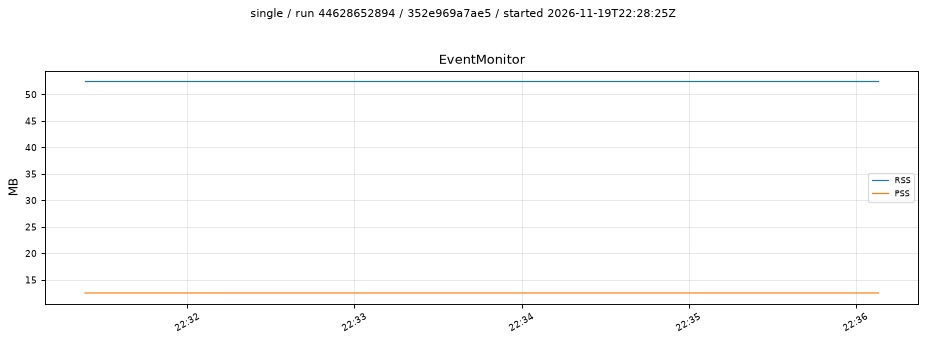 single / run 44628652894 / 352e969a7ae5 / started 2026-11-19T22:28:25Z
EventMonitor
50
45
40
35
30
25
20
15
MB
RSS
PSS
22:32
22:33
22:34
22:35
22:36